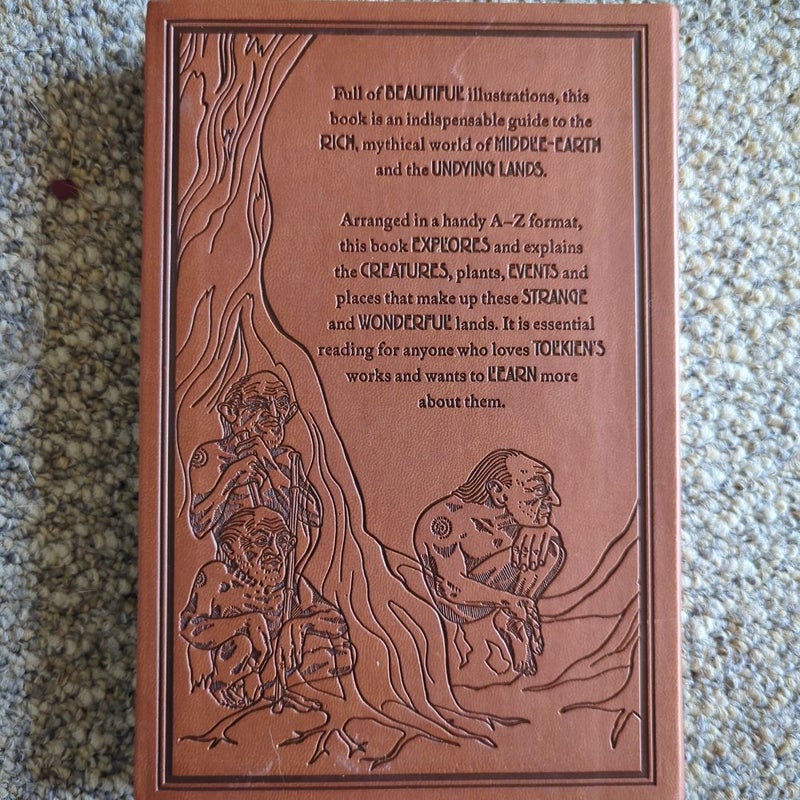 Full of BEAUTIFUL illustrations, this
book is an indispensable guide to the
RICH, mythical world of MIDDLE-EARTH
and the UNDYING LANDS.
Arranged in a handy A–Z format,
this book EXPLORES and explains
the CREATURES, plants, EVENTS and
places that make up these STRANGE
and WONDERFUL lands. It is essential
reading for anyone who loves TOLKIEN'S
works and wants to LEARN more
about them.